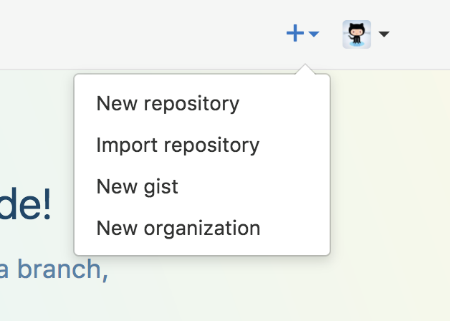 New repository
Import repository
New gist
de!
New organization
a branch,